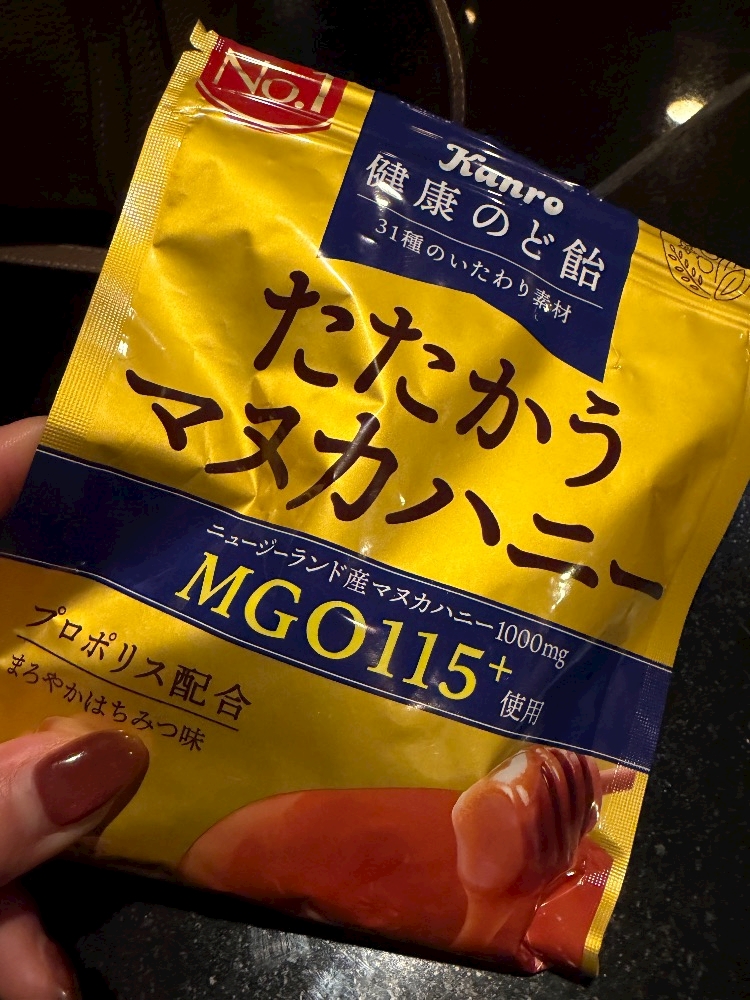 No.1
Kanro
健康のど飴
31種のいたわり素材
たたかう
マヌカハニー
ニュージーランド産マヌカハニー1000mg
MGO115+
使用
プロポリス配合
まろやかはちみつ味